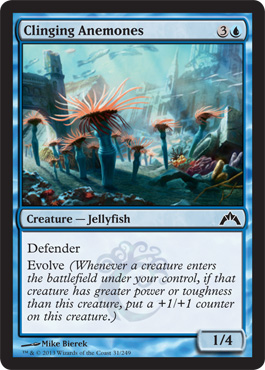 Clinging Anemones 3
Creature — Jellyfish
Defender
Evolve (Whenever a creature enters
the battlefield under your control, if that
creature has greater power or toughness
than this creature, put a +1/+1 counter
on this creature.)
1/4
Mike Bierek
™ & © 2013 Wizards of the Coast 31/249